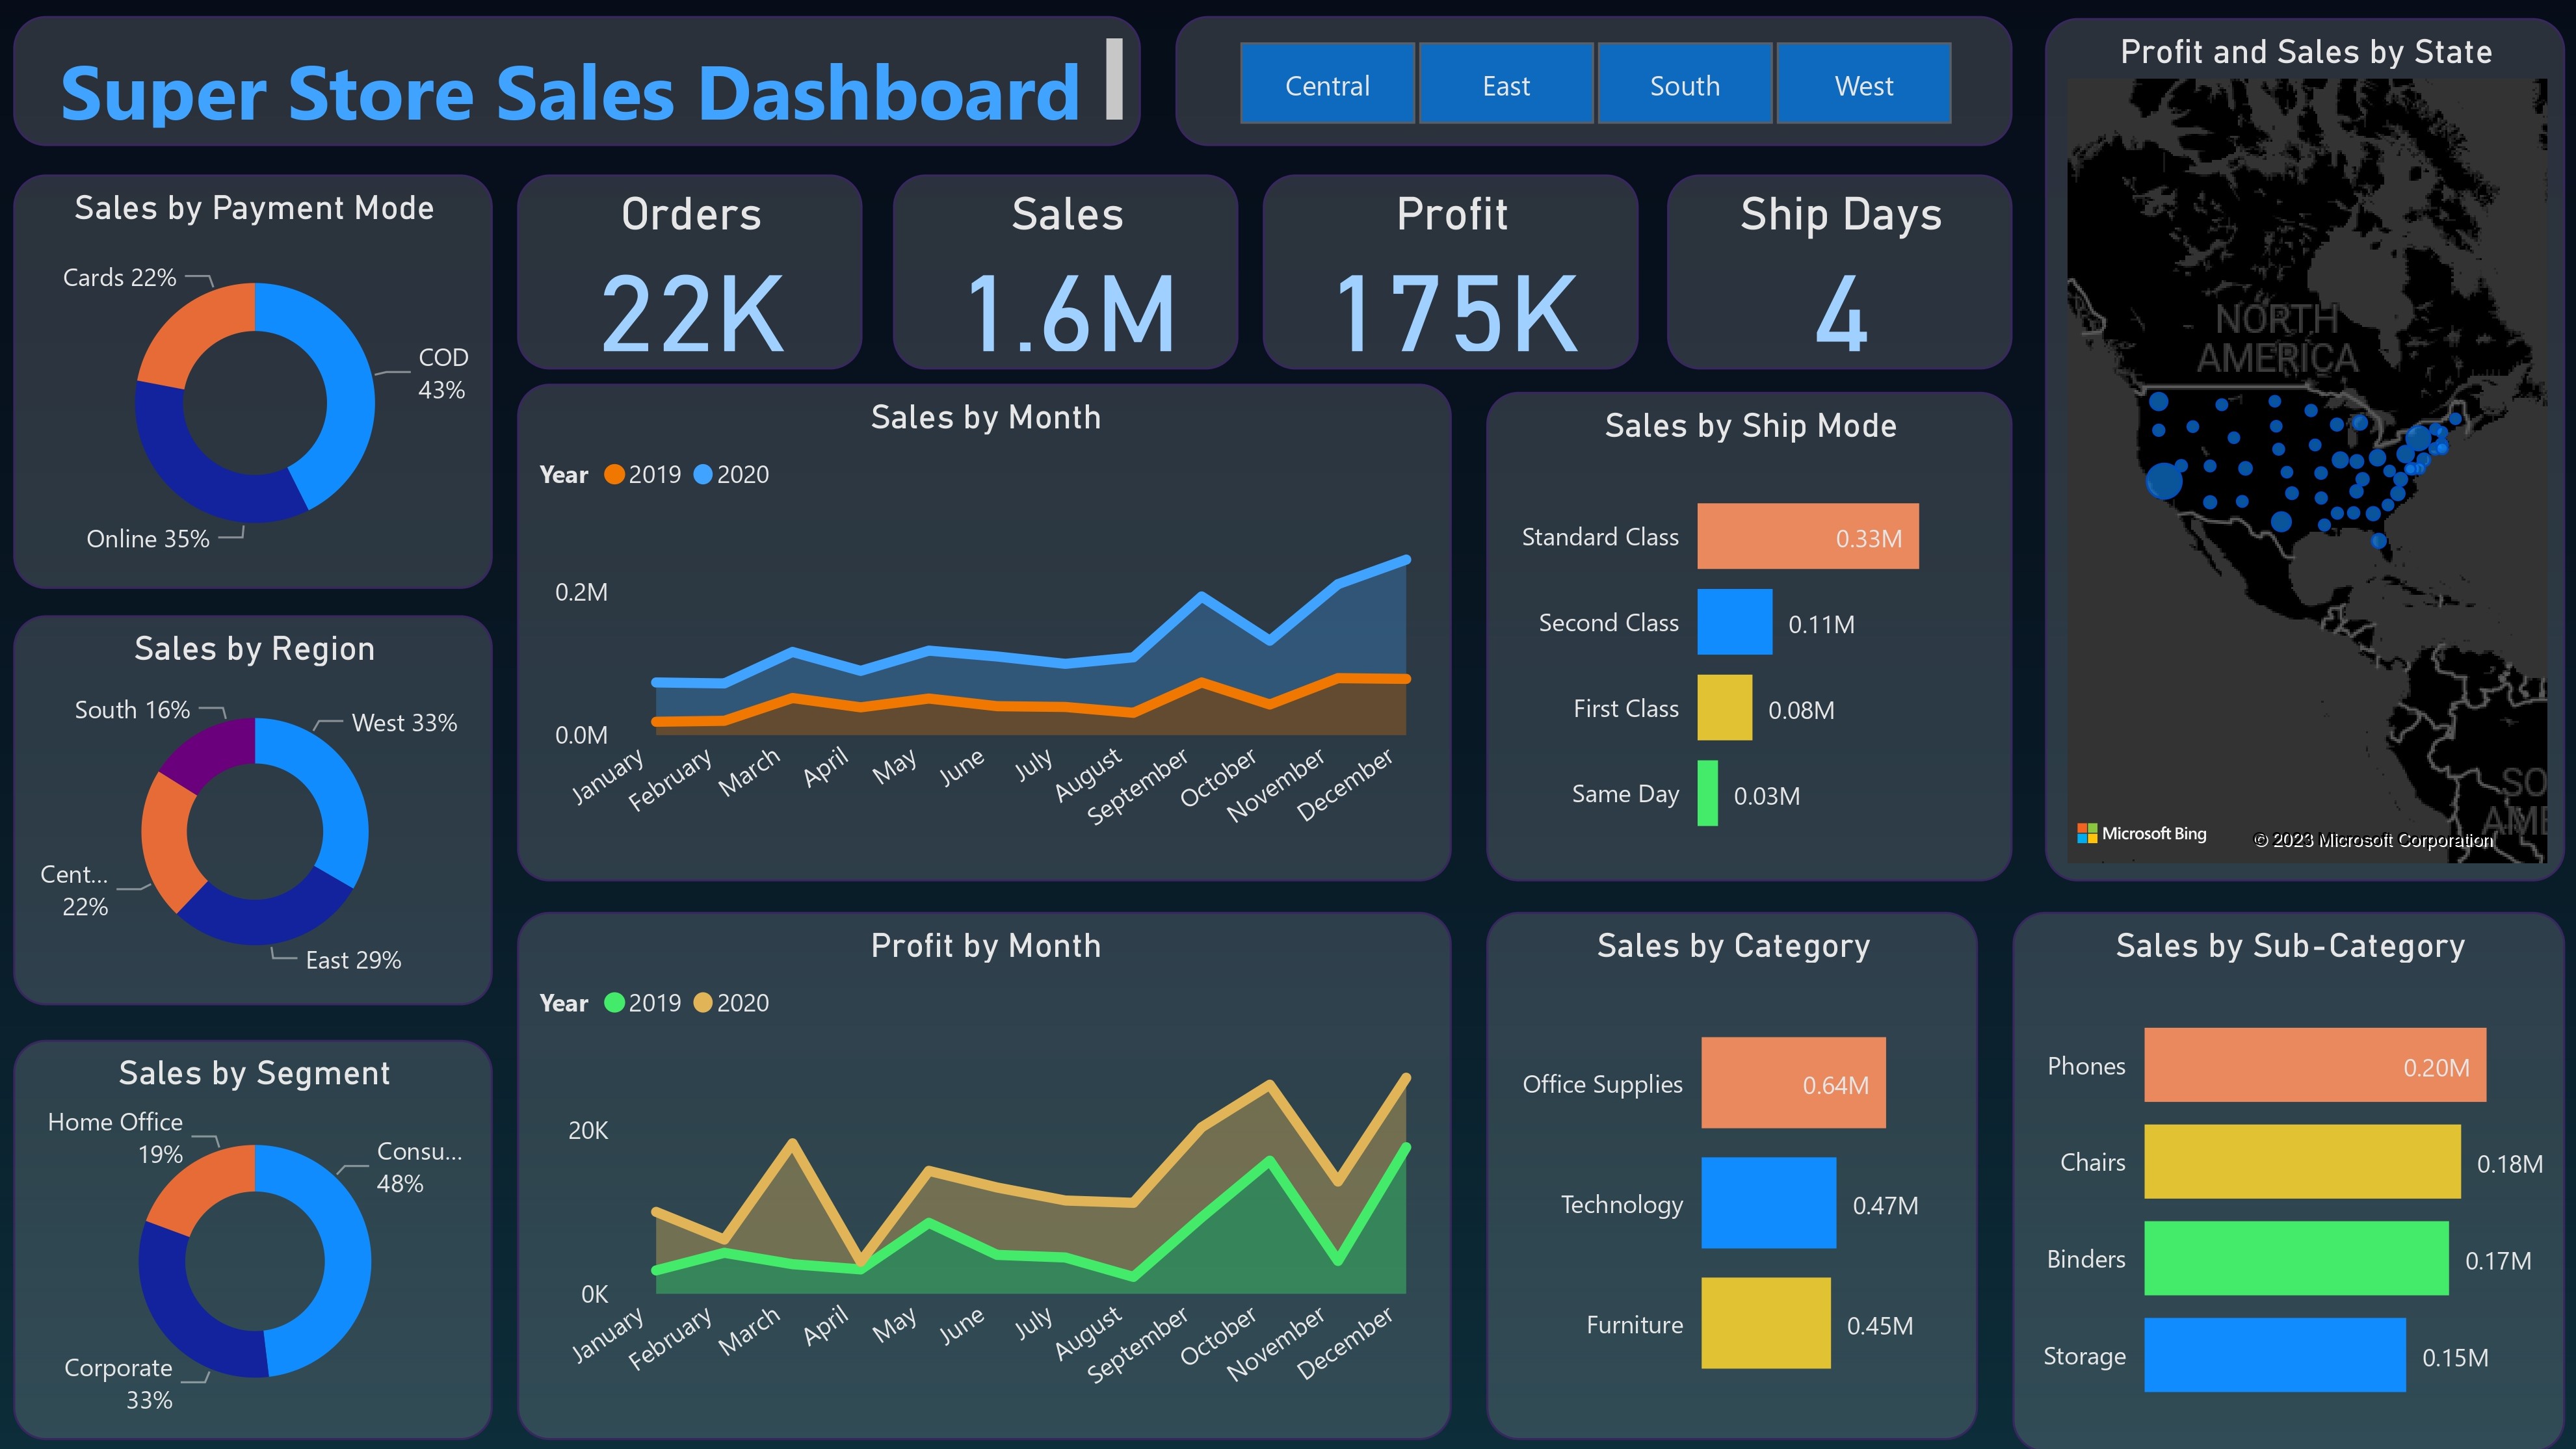 Super Store Sales Dashboard
Central
East
South
West
Profit and Sales by State
NORTH
AMERICA
SO
AME
Microsoft Bing
© 2023 Microsoft Corporation
Sales by Payment Mode
Cards 22%
COD
43%
Online 35%
Orders
22K
Sales
1.6M
Profit
175K
Ship Days
4
Sales by Month
Year 2019 2020
0.2M
0.0M
January
February
March
April
May
June
July
August
September
October
November
December
Sales by Ship Mode
Standard Class 0.33M
Second Class 0.11M
First Class 0.08M
Same Day 0.03M
Sales by Region
South 16%
West 33%
Cent...
22%
East 29%
Sales by Segment
Home Office
19%
Consu...
48%
Corporate
33%
Profit by Month
Year 2019 2020
20K
0K
January
February
March
April
May
June
July
August
September
October
November
December
Sales by Category
Office Supplies 0.64M
Technology 0.47M
Furniture 0.45M
Sales by Sub-Category
Phones 0.20M
Chairs 0.18M
Binders 0.17M
Storage 0.15M